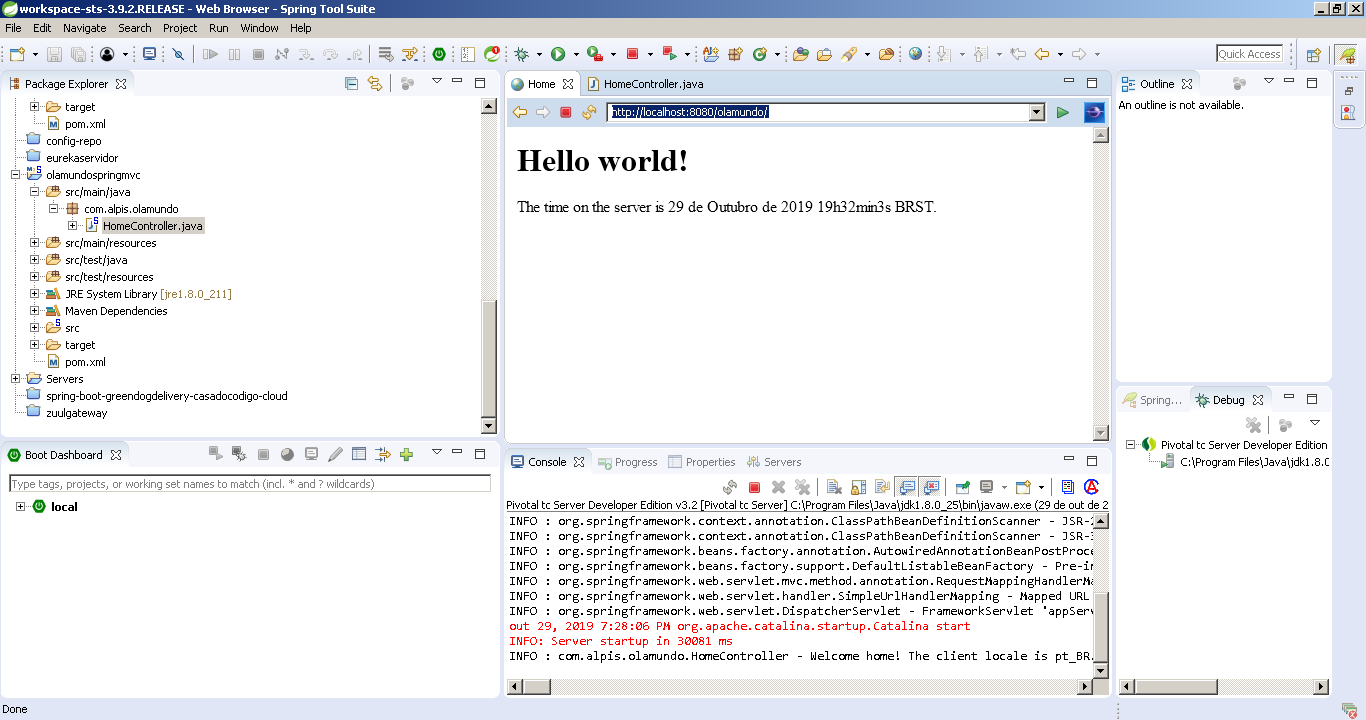 workspace-sts-3.9.2.RELEASE - Web Browser - Spring Tool Suite
File Edit Navigate Search Project Run Window Help
Quick Access
Package Explorer
target
pom.xml
config-repo
eurekaservidor
olamundospringmvc
src/main/java
com.alpis.olamundo
HomeController.java
src/main/resources
src/test/java
src/test/resources
JRE System Library [jre1.8.0_211]
Maven Dependencies
src
target
pom.xml
Servers
spring-boot-greendogdelivery-casadocodigo-cloud
zuulgateway
Boot Dashboard
Type tags, projects, or working set names to match (incl. * and ? wildcards)
local
Home HomeController.java
http://localhost:8080/olamundo/
Hello world!
The time on the server is 29 de Outubro de 2019 19h32min3s BRST.
Console Progress Properties Servers
Pivotal tc Server Developer Edition v3.2 [Pivotal tc Server] C:\Program Files\Java\jdk1.8.0_25\bin\javaw.exe (29 de out de 2
INFO : org.springframework.context.annotation.ClassPathBeanDefinitionScanner - JSR-2
INFO : org.springframework.context.annotation.ClassPathBeanDefinitionScanner - JSR-3
INFO : org.springframework.beans.factory.annotation.AutowiredAnnotationBeanPostProce
INFO : org.springframework.beans.factory.support.DefaultListableBeanFactory - Pre-in
INFO : org.springframework.web.servlet.mvc.method.annotation.RequestMappingHandlerMa
INFO : org.springframework.web.servlet.handler.SimpleUrlHandlerMapping - Mapped URL
INFO : org.springframework.web.servlet.DispatcherServlet - FrameworkServlet 'appServ
out 29, 2019 7:28:06 PM org.apache.catalina.startup.Catalina start
INFO: Server startup in 30081 ms
INFO : com.alpis.olamundo.HomeController - Welcome home! The client locale is pt_BR.
Outline
An outline is not available.
Spring... Debug
Pivotal tc Server Developer Edition
C:\Program Files\Java\jdk1.8.0
Done